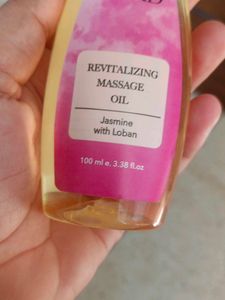 REVITALIZING
MASSAGE
OIL
Jasmine
with Loban
100 ml e. 3.38 fl.oz